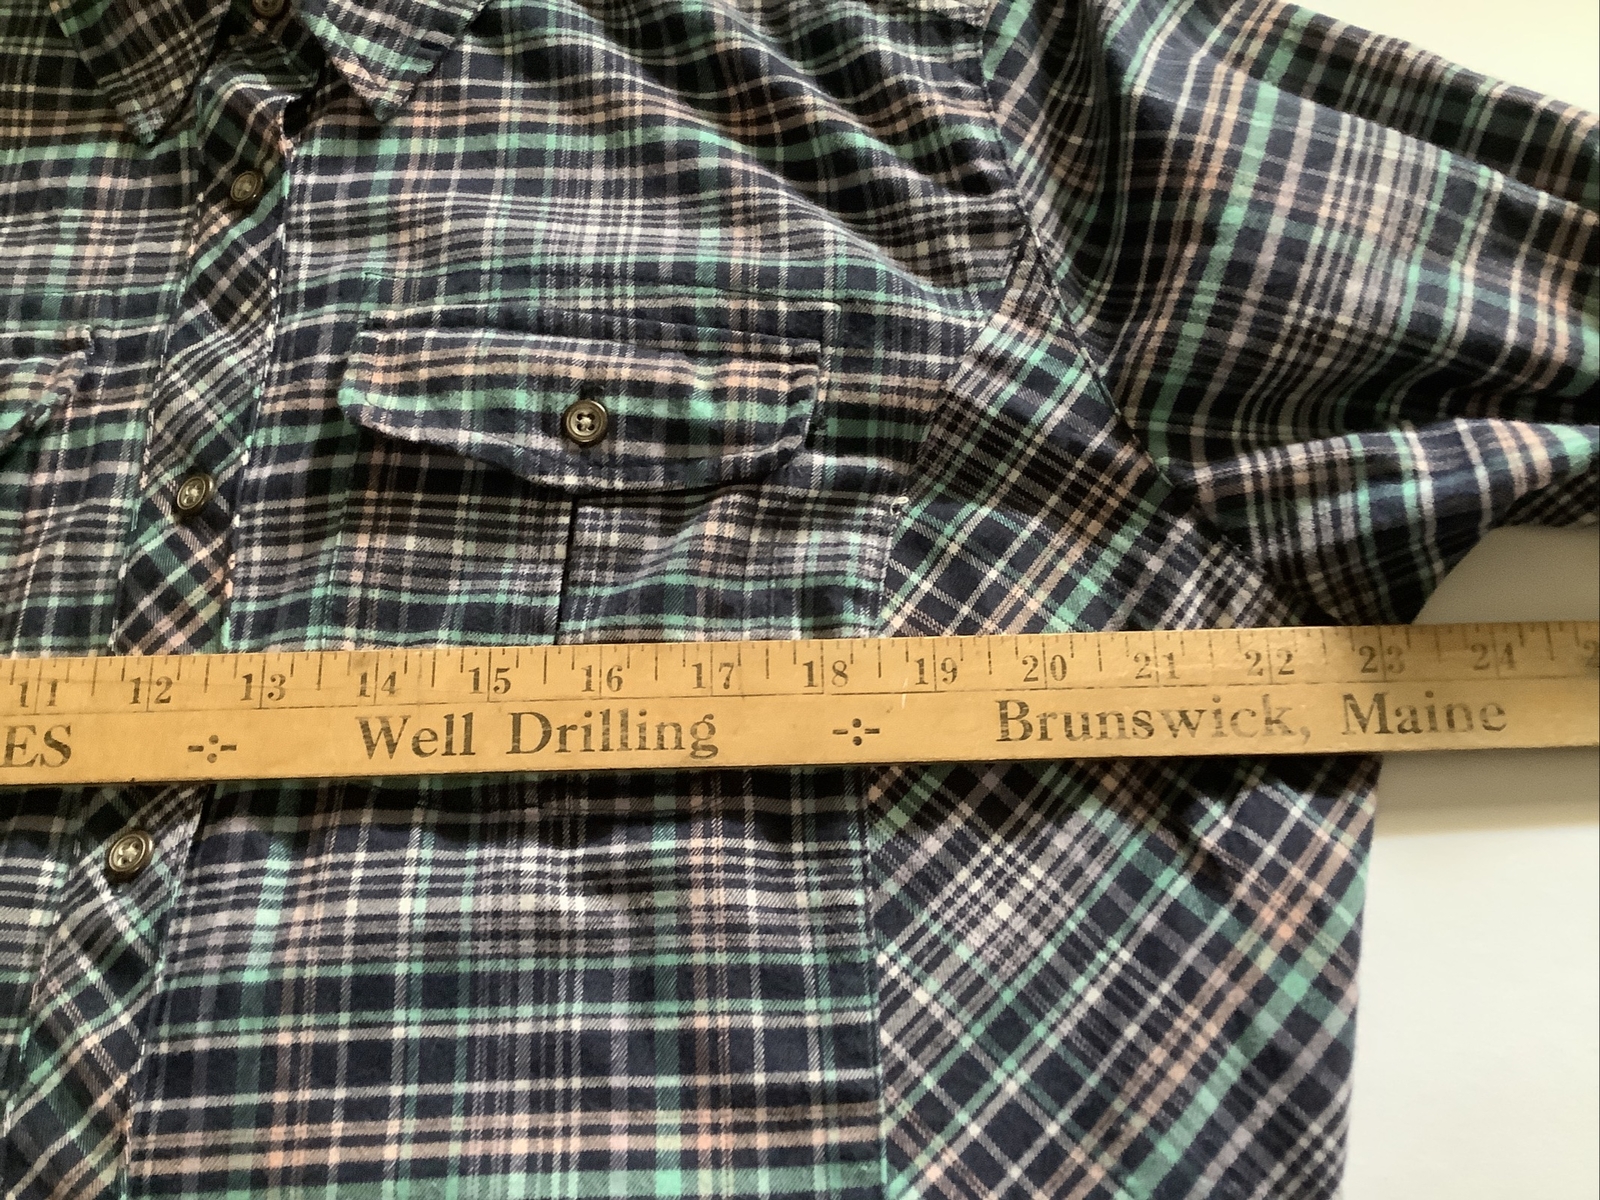 11 12 13 14 15 16 17 18 19 20 21 22 23 24
ES -:- Well Drilling -:- Brunswick, Maine